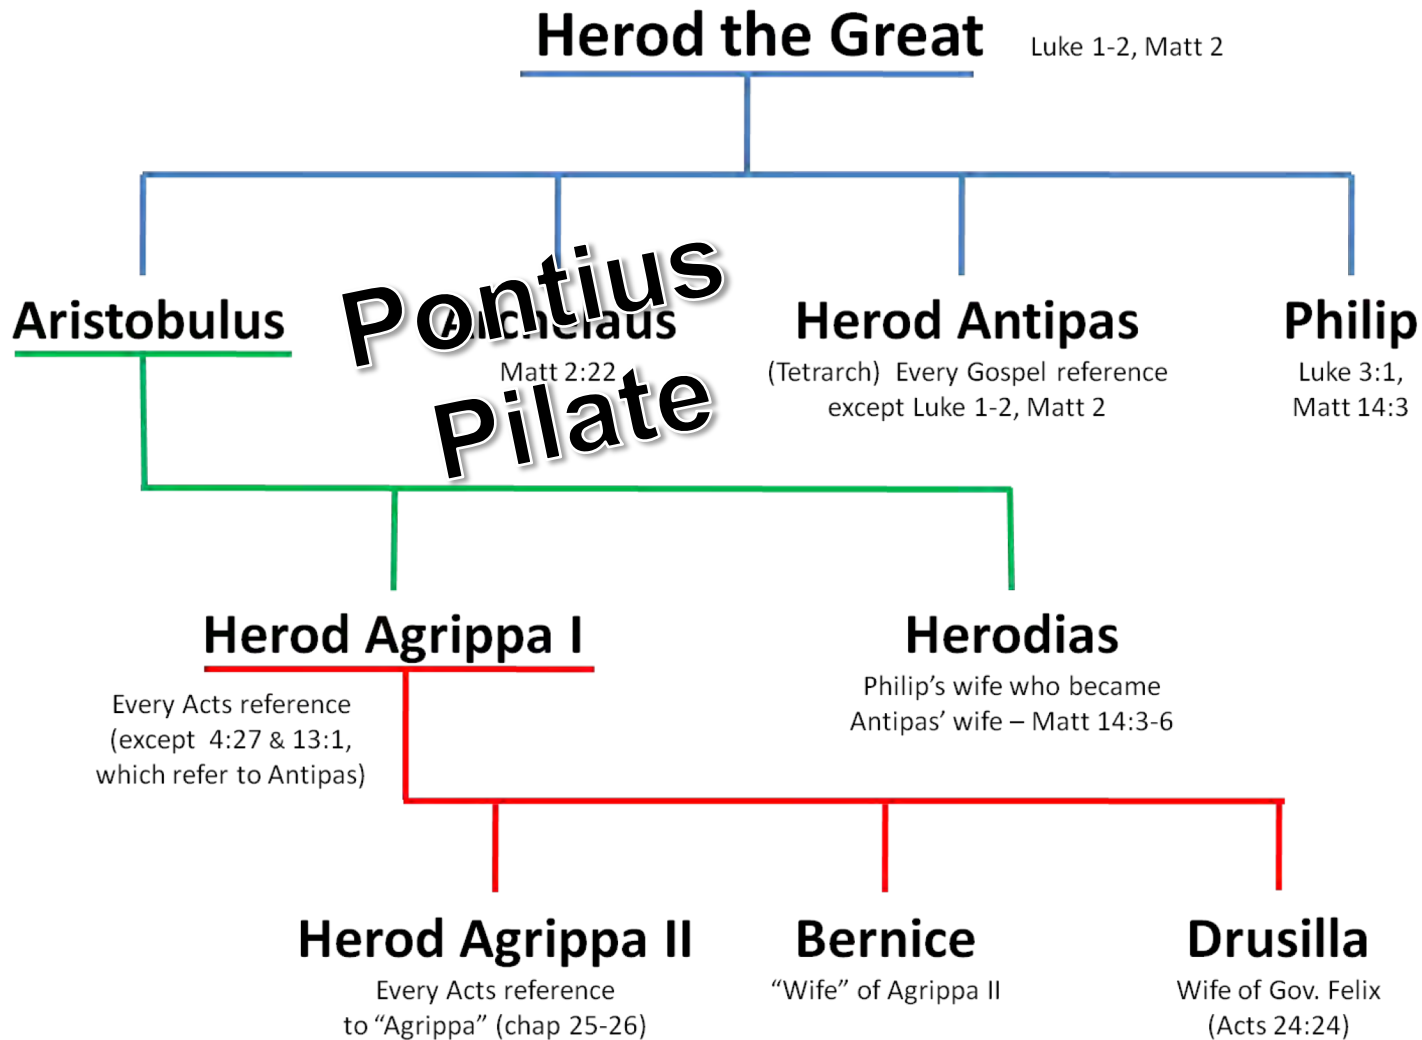 Herod the Great
Luke 1-2, Matt 2
Aristobulus
Pontius
Pilate
Archelaus
Matt 2:22
Herod Antipas
(Tetrarch) Every Gospel reference
except Luke 1-2, Matt 2
Philip
Luke 3:1,
Matt 14:3
Herod Agrippa I
Every Acts reference
(except 4:27 & 13:1,
which refer to Antipas)
Herodias
Philip’s wife who became
Antipas’ wife – Matt 14:3-6
Herod Agrippa II
Every Acts reference
to “Agrippa” (chap 25-26)
Bernice
“Wife” of Agrippa II
Drusilla
Wife of Gov. Felix
(Acts 24:24)